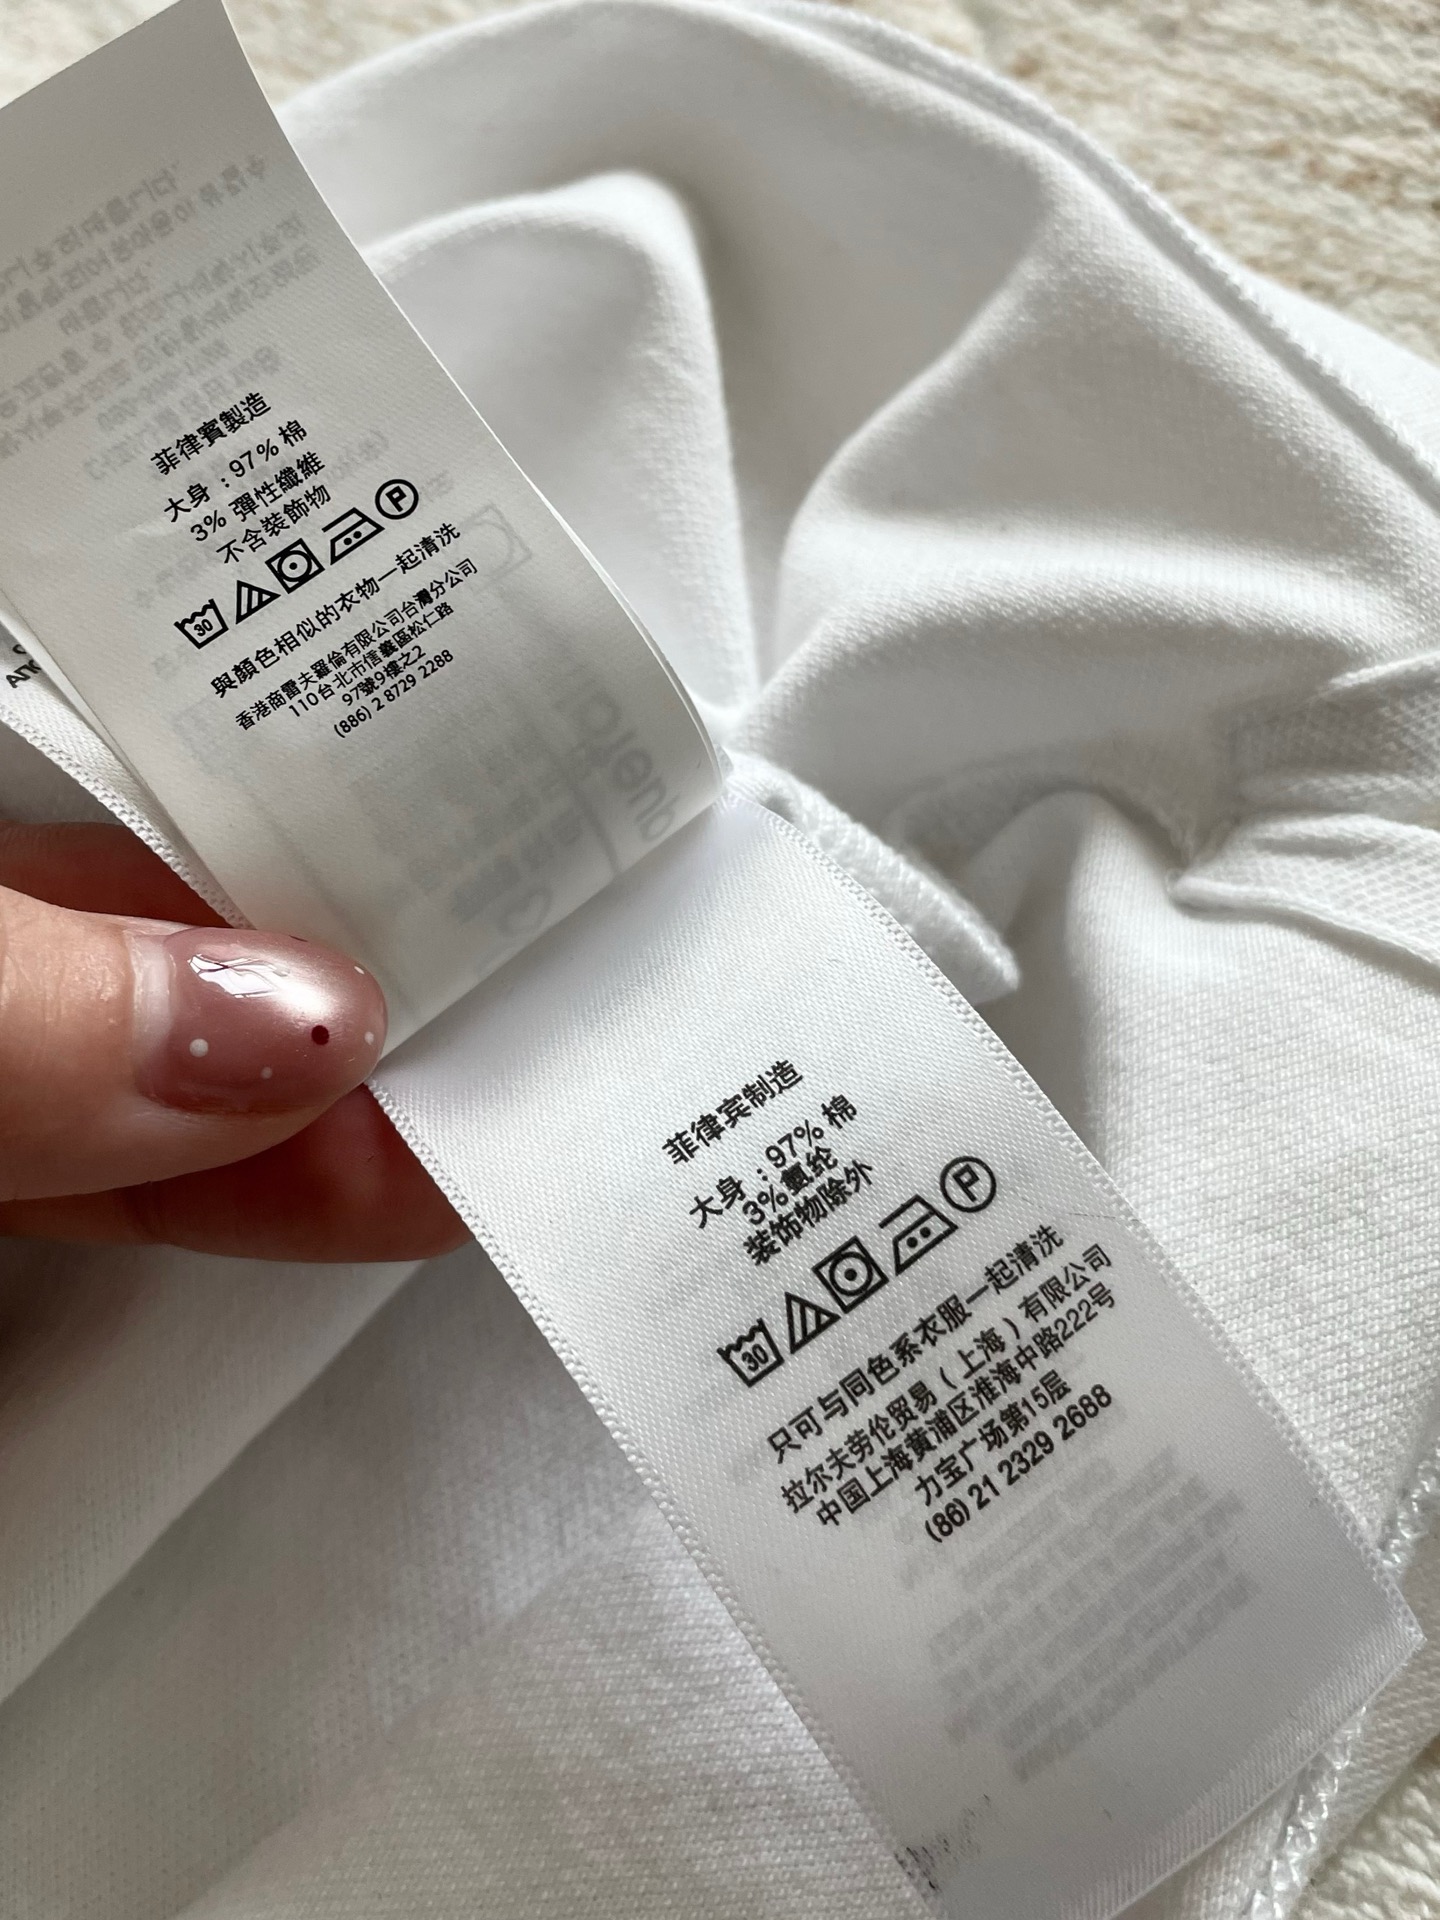 菲律賓製造
大身：97% 棉
3% 彈性纖維
不含裝飾物
30 P
與顏色相似的衣物一起清洗
香港商雷夫羅倫有限公司台灣分公司
110台北市信義區松仁路
97號9樓之2
(886) 2 8729 2288
菲律宾制造
大身：97% 棉
3% 氨纶
装饰物除外
30 P
只可与同色系衣服一起清洗
拉尔夫劳伦贸易（上海）有限公司
中国上海黄浦区淮海中路222号
力宝广场第15层
(86) 21 2329 2688